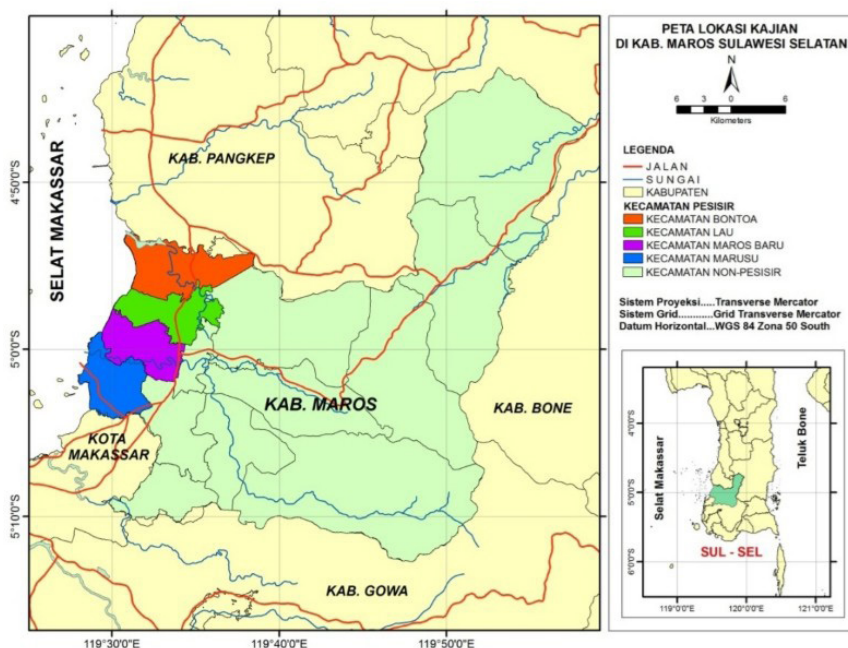 PETA LOKASI KAJIAN
DI KAB. MAROS SULAWESI SELATAN
N
6 3 0 6
Kilometers
LEGENDA
JALAN
SUNGAI
KABUPATEN
KECAMATAN PESISIR
KECAMATAN BONTOA
KECAMATAN LAU
KECAMATAN MAROS BARU
KECAMATAN MARUSU
KECAMATAN NON-PESISIR
Sistem Proyeksi.....Transverse Mercator
Sistem Grid............Grid Transverse Mercator
Datum Horizontal...WGS 84 Zona 50 South
SELAT MAKASSAR
KAB. PANGKEP
KAB. MAROS
KAB. BONE
KOTA
MAKASSAR
KAB. GOWA
4°50'0"S
5°0'0"S
5°10'0"S
119°30'0"E
119°40'0"E
119°50'0"E
Selat Makassar
Teluk Bone
SUL - SEL
4°0'0"S
5°0'0"S
6°0'0"S
119°0'0"E
120°0'0"E
121°0'0"E